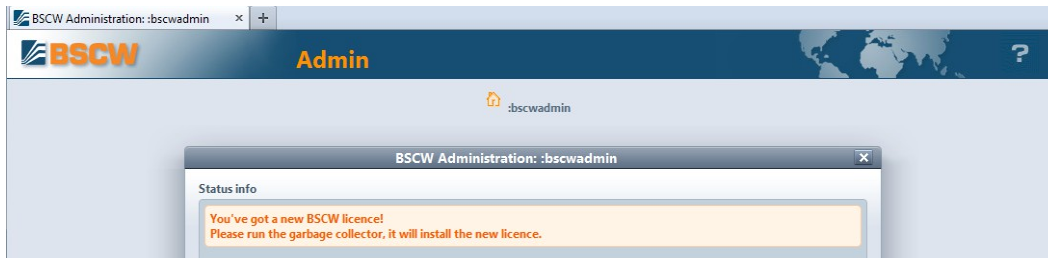 BSCW Administration: :bscwadmin × +
BSCW Admin ?
:bscwadmin
BSCW Administration: :bscwadmin X
Status info
You've got a new BSCW licence!
Please run the garbage collector, it will install the new licence.